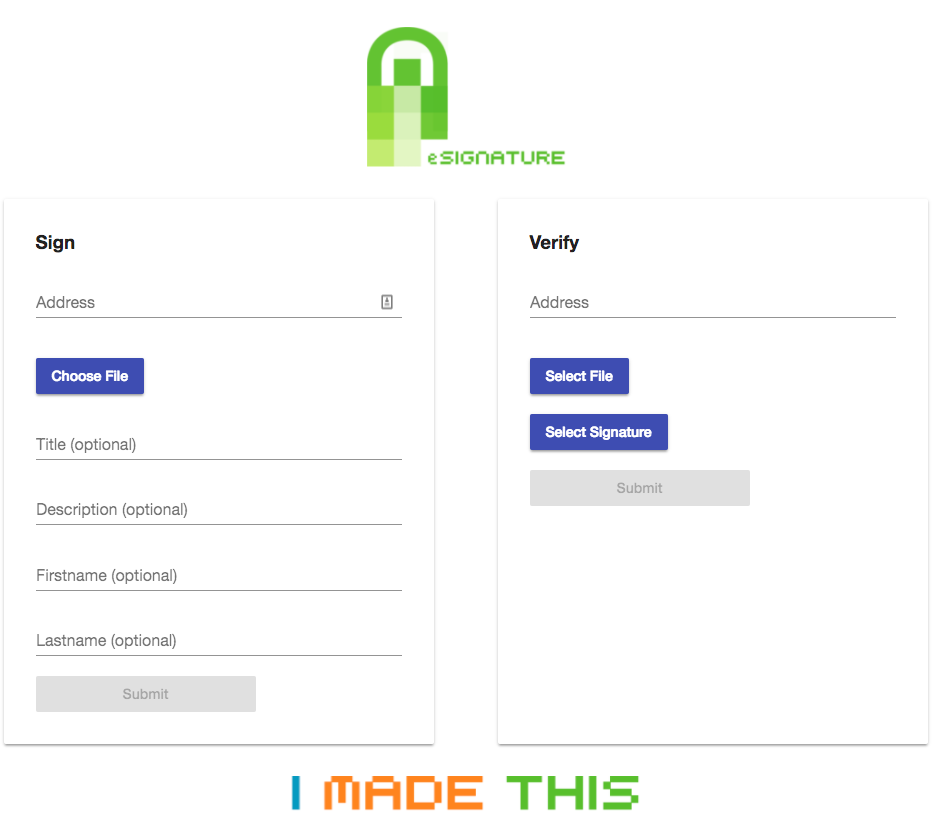 eSIGNATURE
Sign
Address
Choose File
Title (optional)
Description (optional)
Firstname (optional)
Lastname (optional)
Submit
Verify
Address
Select File
Select Signature
Submit
I MADE THIS